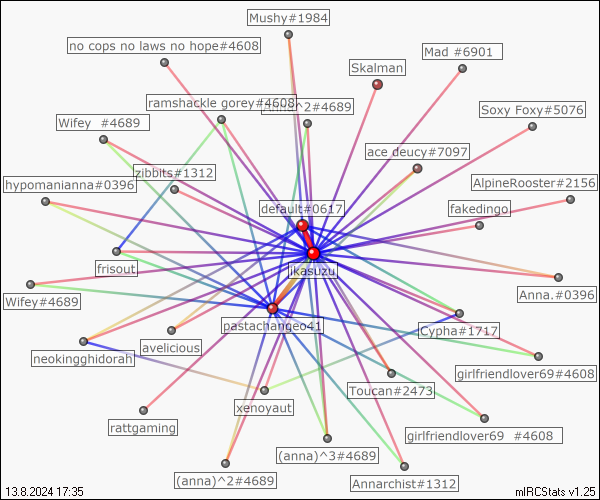 Mushy#1984
no cops no laws no hope#4608
Mad #6901
Skalman
ramshackle gorey#4608
Anna^2#4689
Soxy Foxy#5076
Wifey #4689
ace deucy#7097
zibbits#1312
hypomanianna#0396
AlpineRooster#2156
default#0617
fakedingo
frisout
jkasuzu
Anna.#0396
Wifey#4689
pastachangeo41
Cypha#1717
avelicious
neokingghidorah
girlfriendlover69#4608
Toucan#2473
xenoyaut
rattgaming
girlfriendlover69 #4608
(anna)^3#4689
(anna)^2#4689
Annarchist#1312
13.8.2024 17:35
mIRCStats v1.25